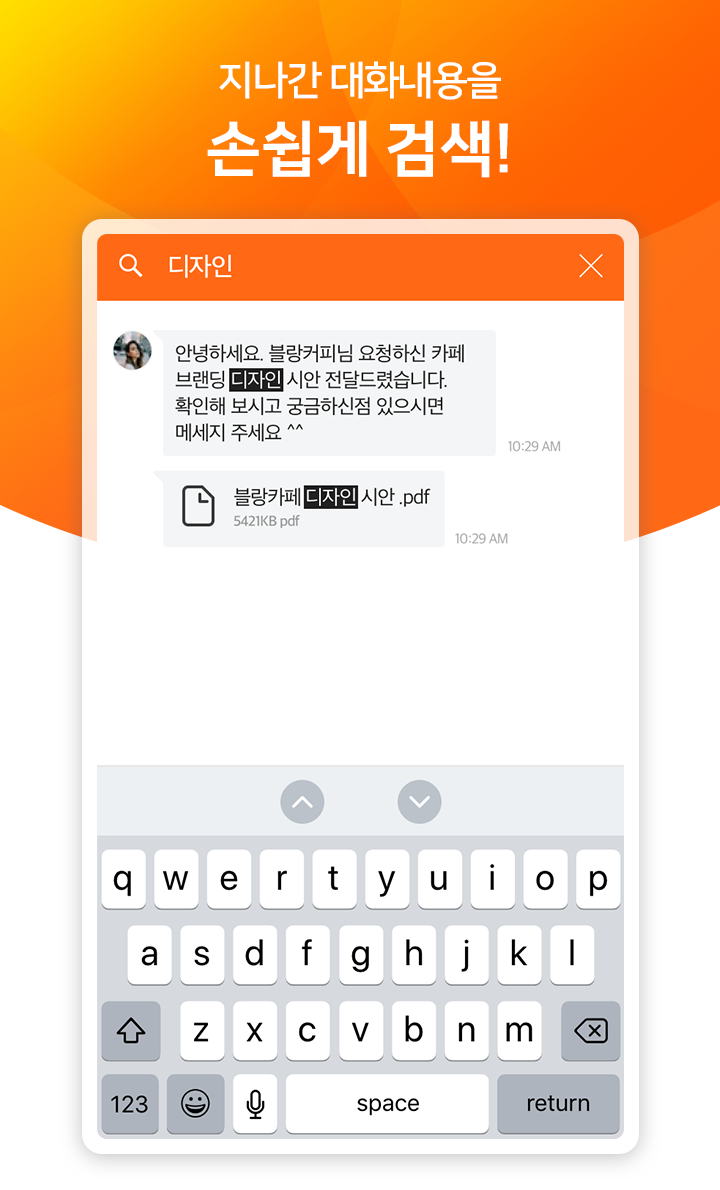 지나간 대화내용을
손쉽게 검색!
디자인
안녕하세요. 블랑커피님 요청하신 카페
브랜딩 디자인 시안 전달드렸습니다.
확인해 보시고 궁금하신점 있으시면
메세지 주세요 ^^
10:29 AM
블랑카페 디자인 시안 .pdf
5421KB pdf
10:29 AM
q w e r t y u i o p
a s d f g h j k l
z x c v b n m
123 space return